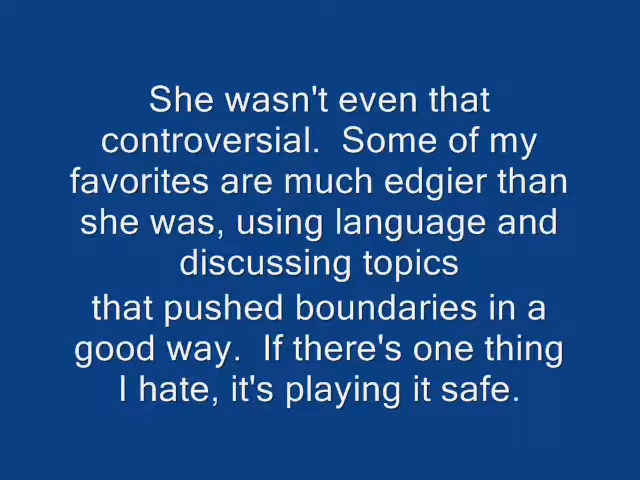 She wasn't even that
controversial.  Some of my
favorites are much edgier than
she was, using language and
discussing topics
that pushed boundaries in a
good way.  If there's one thing
I hate, it's playing it safe.